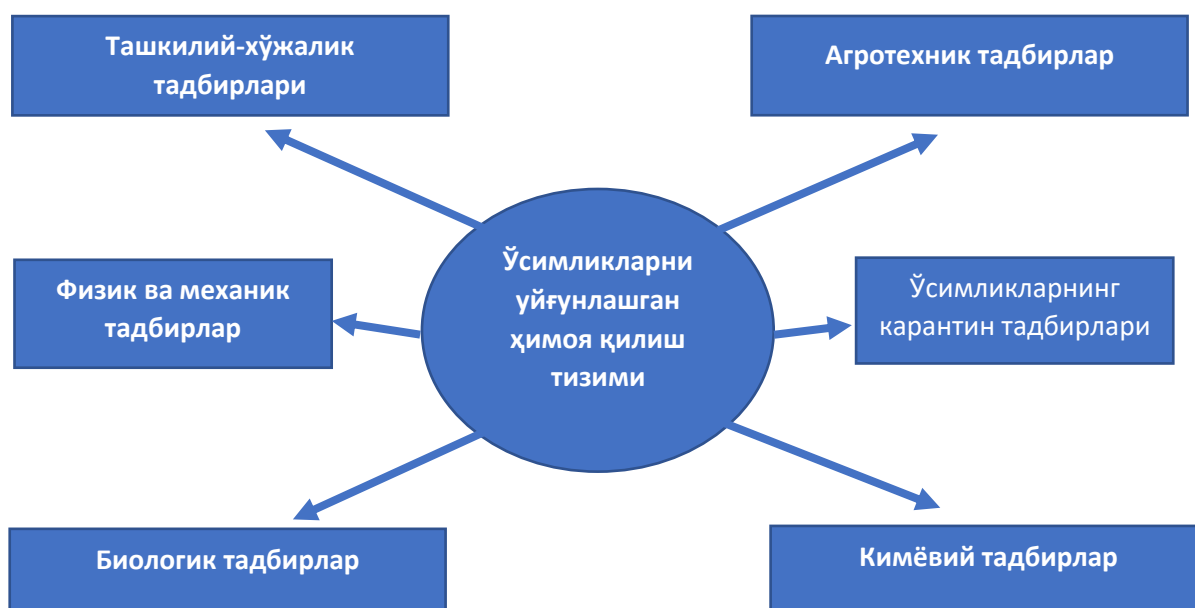 Ташкилий-хўжалик
тадбирлари
Агротехник тадбирлар
Ўсимликларни
уйғунлашган
ҳимоя қилиш
тизими
Физик ва механик
тадбирлар
Ўсимликларнинг
карантин тадбирлари
Биологик тадбирлар
Кимёвий тадбирлар